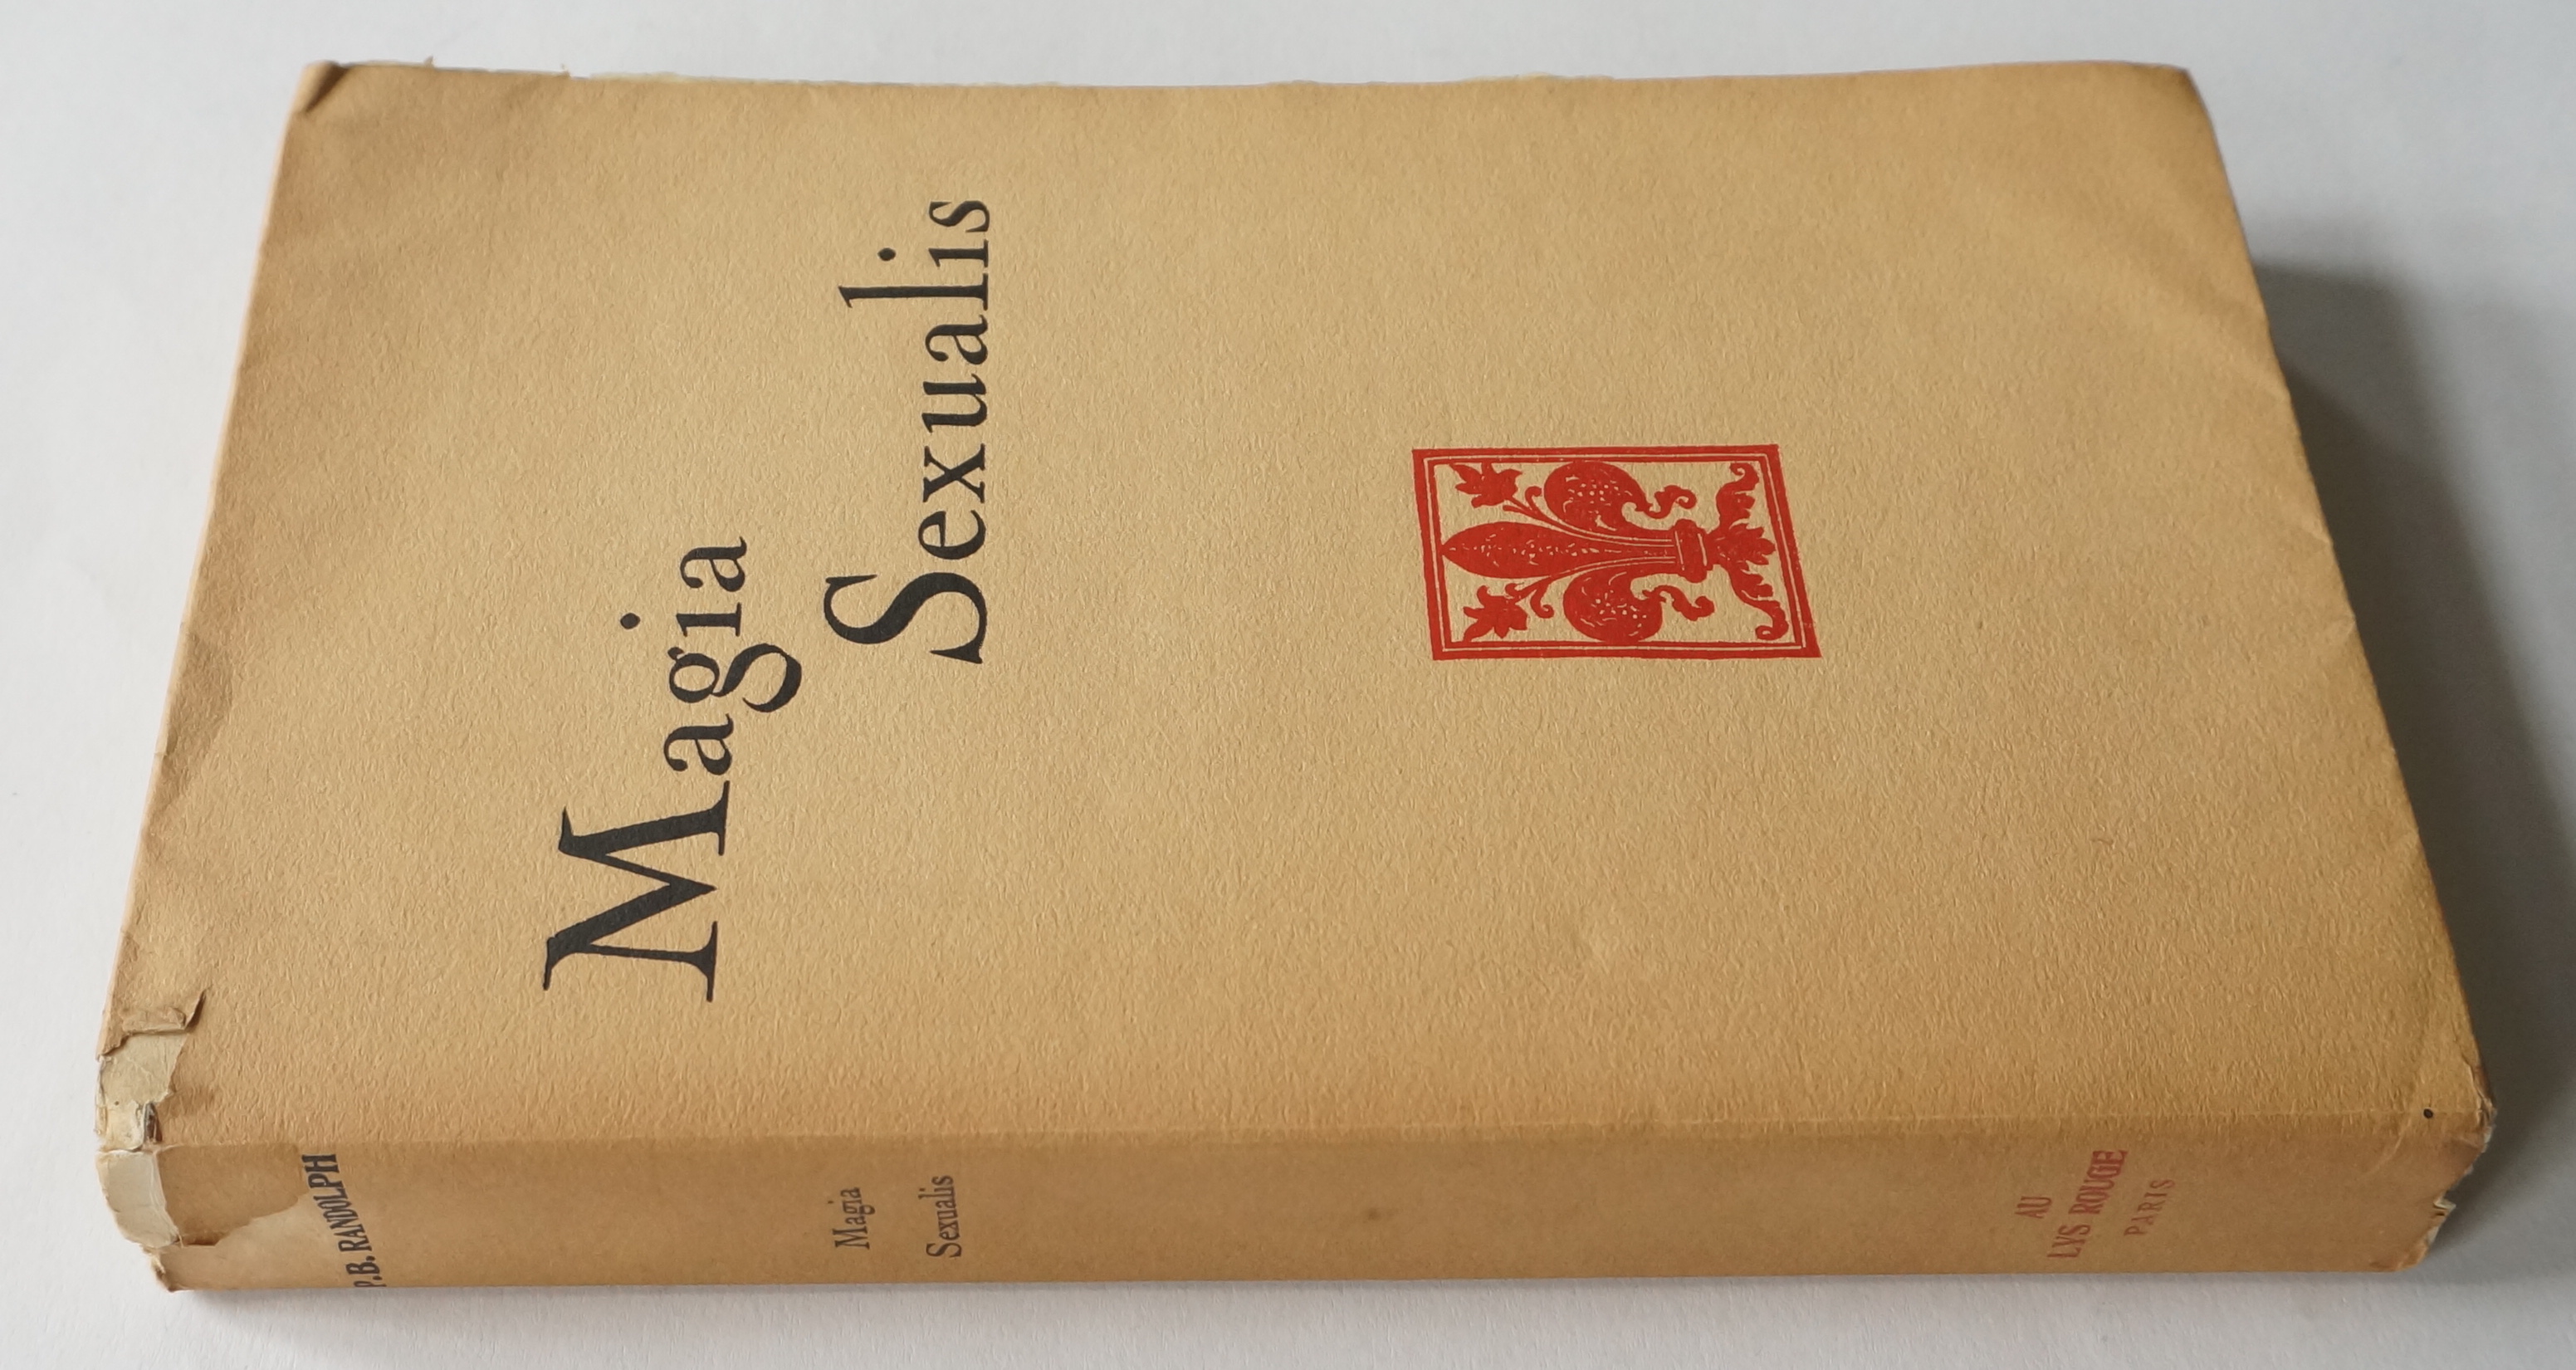 Magia
Sexualis
P.B. RANDOLPH
Magia
Sexualis
AU
LYS ROUGE
PARIS